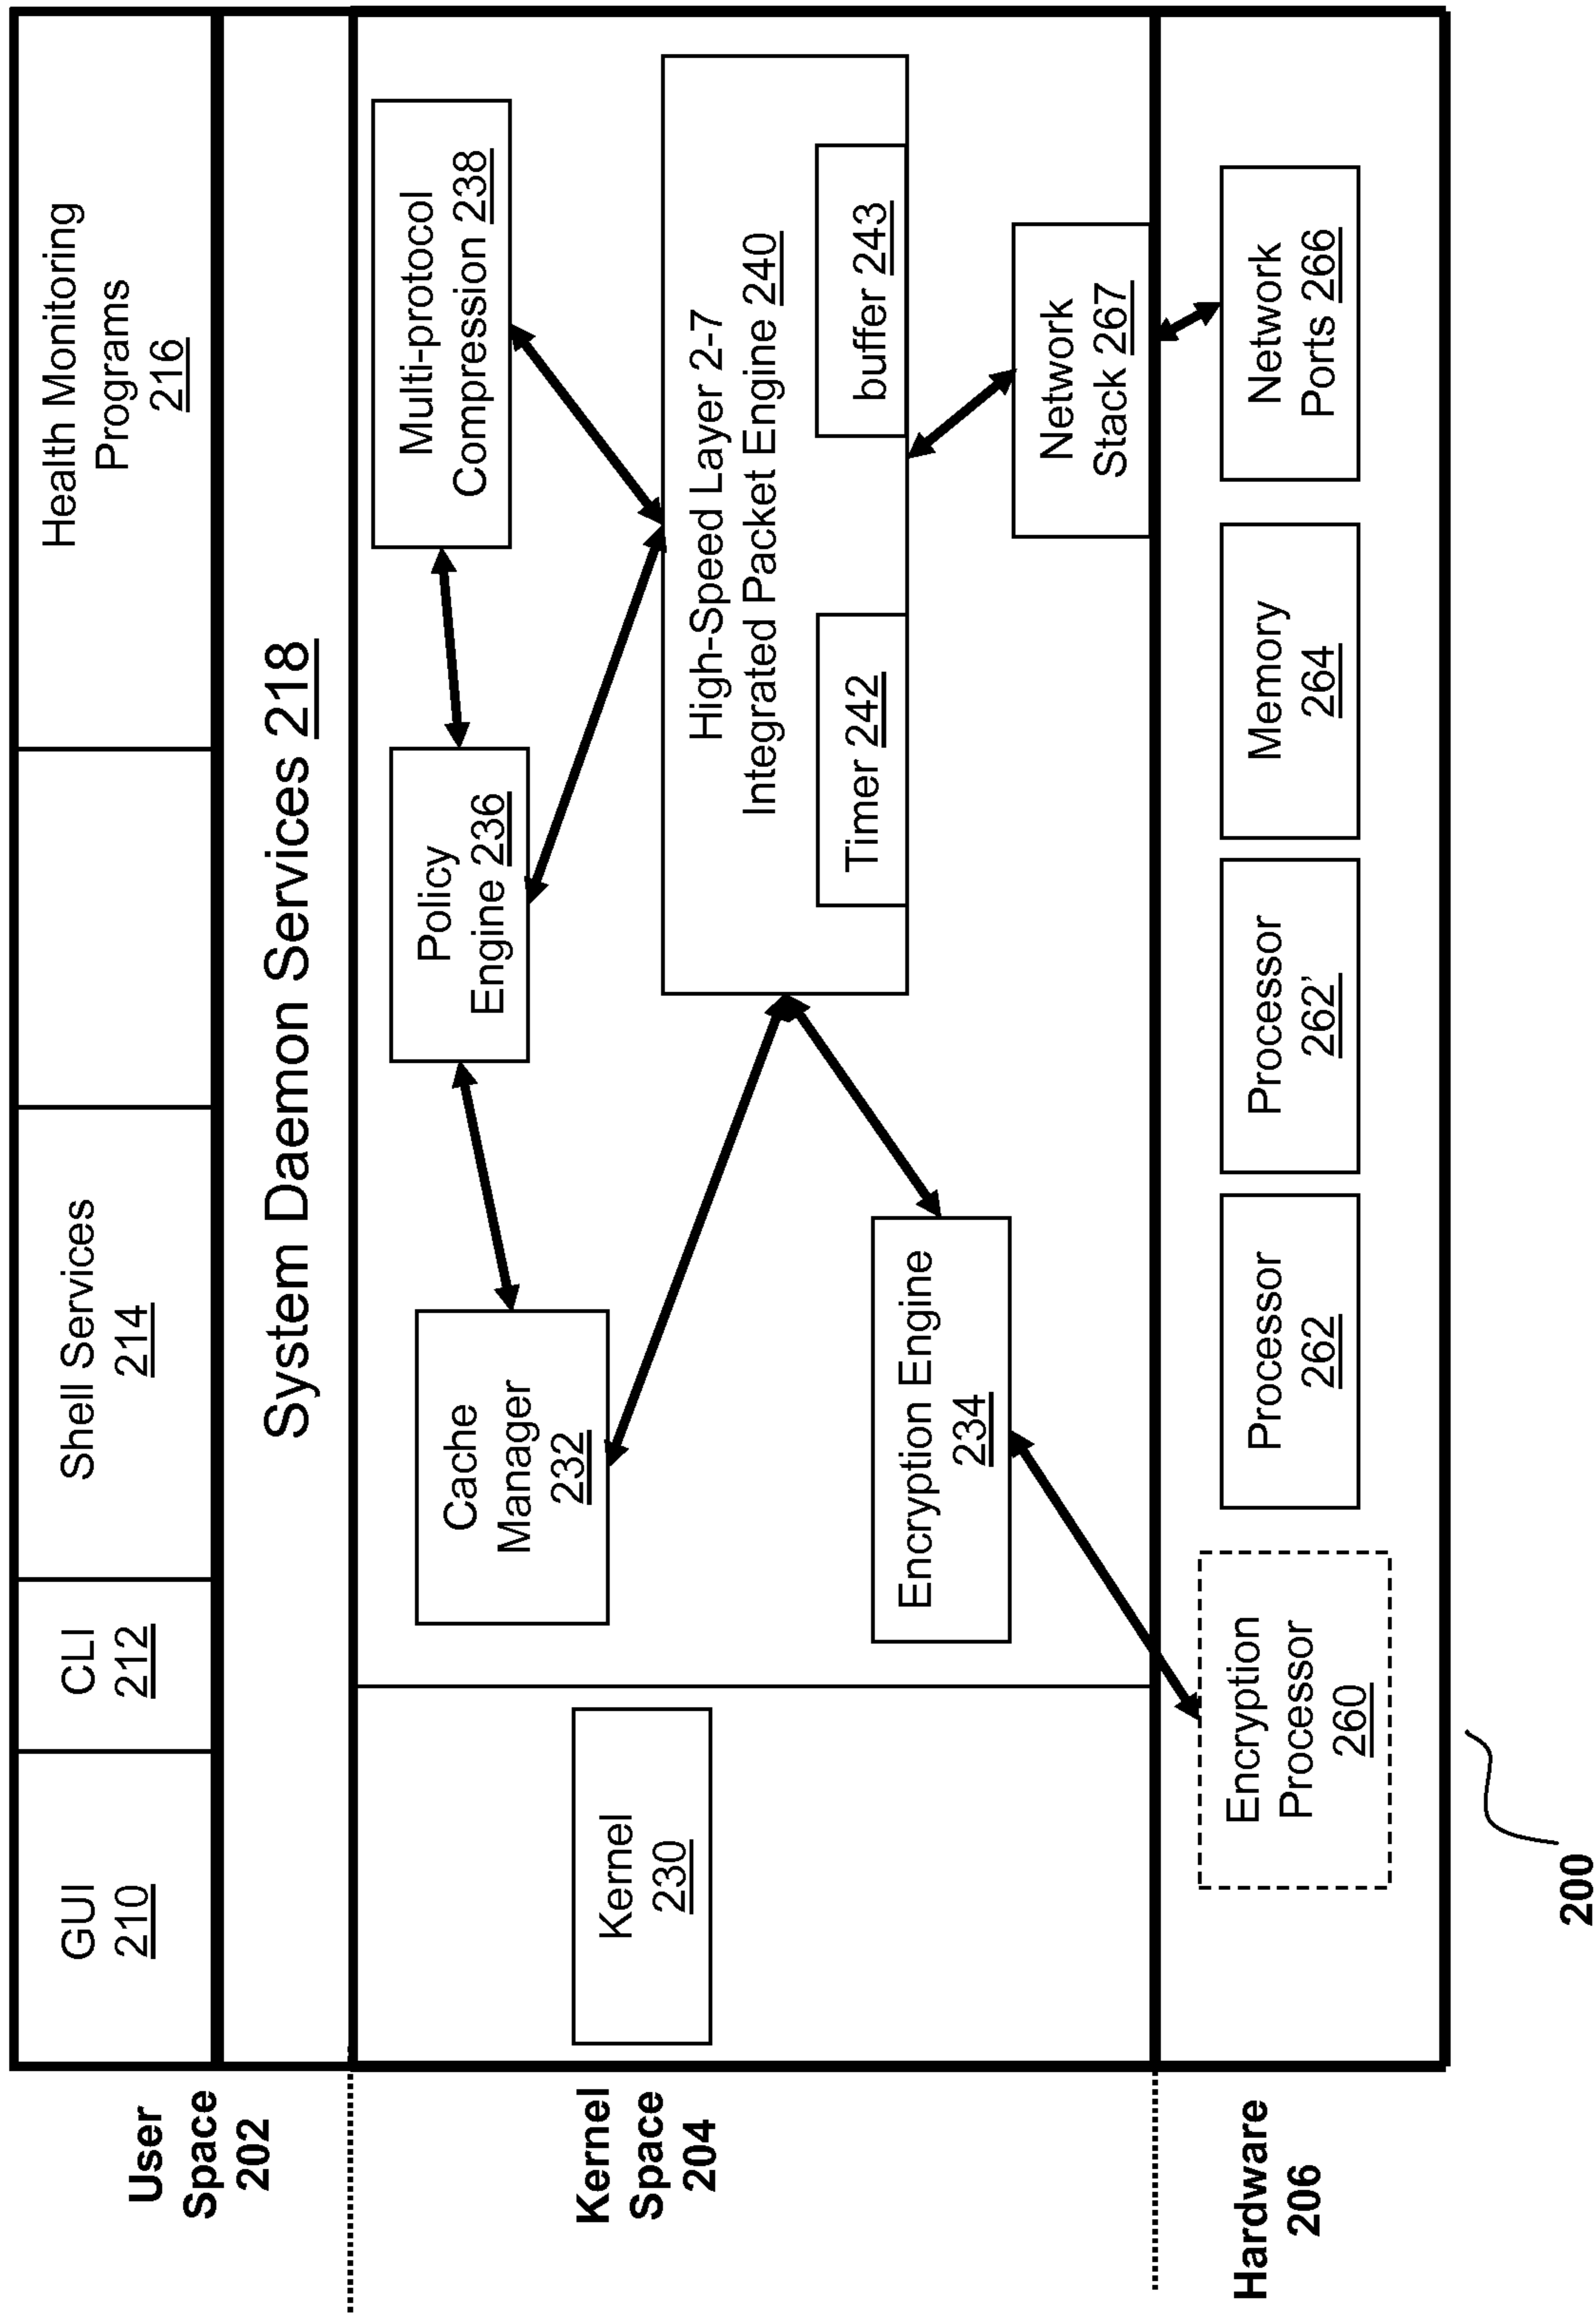 GUI
210
CLI
212
Shell Services
214
Health Monitoring
Programs
216
User
Space
202
System Daemon Services 218
Kernel
Space
204
Kernel
230
Cache
Manager
232
Policy
Engine 236
Multi-protocol
Compression 238
High-Speed Layer 2-7
Integrated Packet Engine 240
Timer 242
buffer 243
Encryption Engine
234
Network
Stack 267
Hardware
206
Encryption
Processor
260
Processor
262
Processor
262’
Memory
264
Network
Ports 266
200